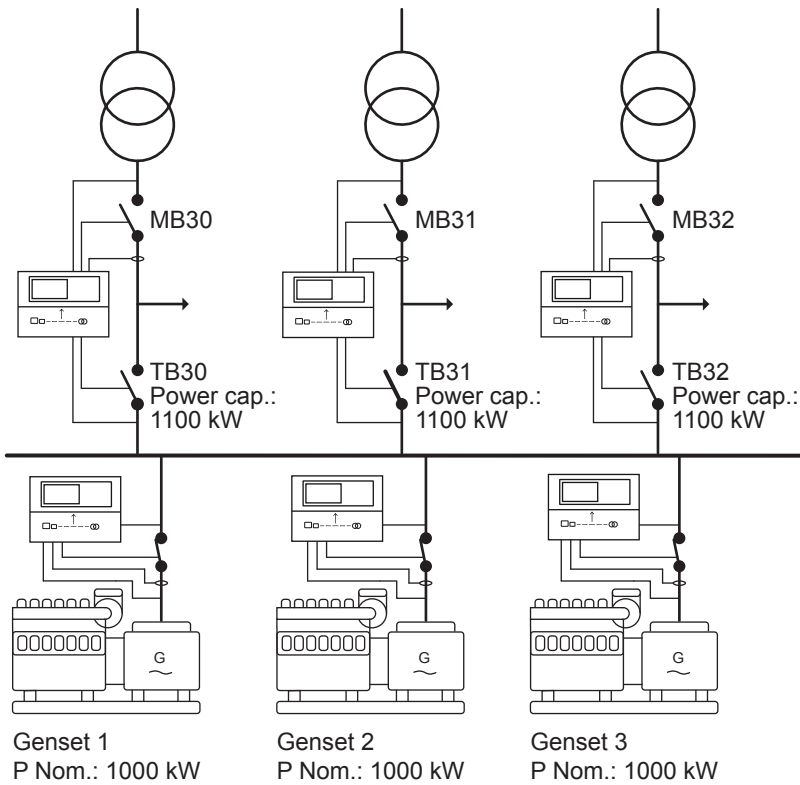 MB30
MB31
MB32
TB30
Power cap.:
1100 kW
TB31
Power cap.:
1100 kW
TB32
Power cap.:
1100 kW
G
G
G
Genset 1
P Nom.: 1000 kW
Genset 2
P Nom.: 1000 kW
Genset 3
P Nom.: 1000 kW